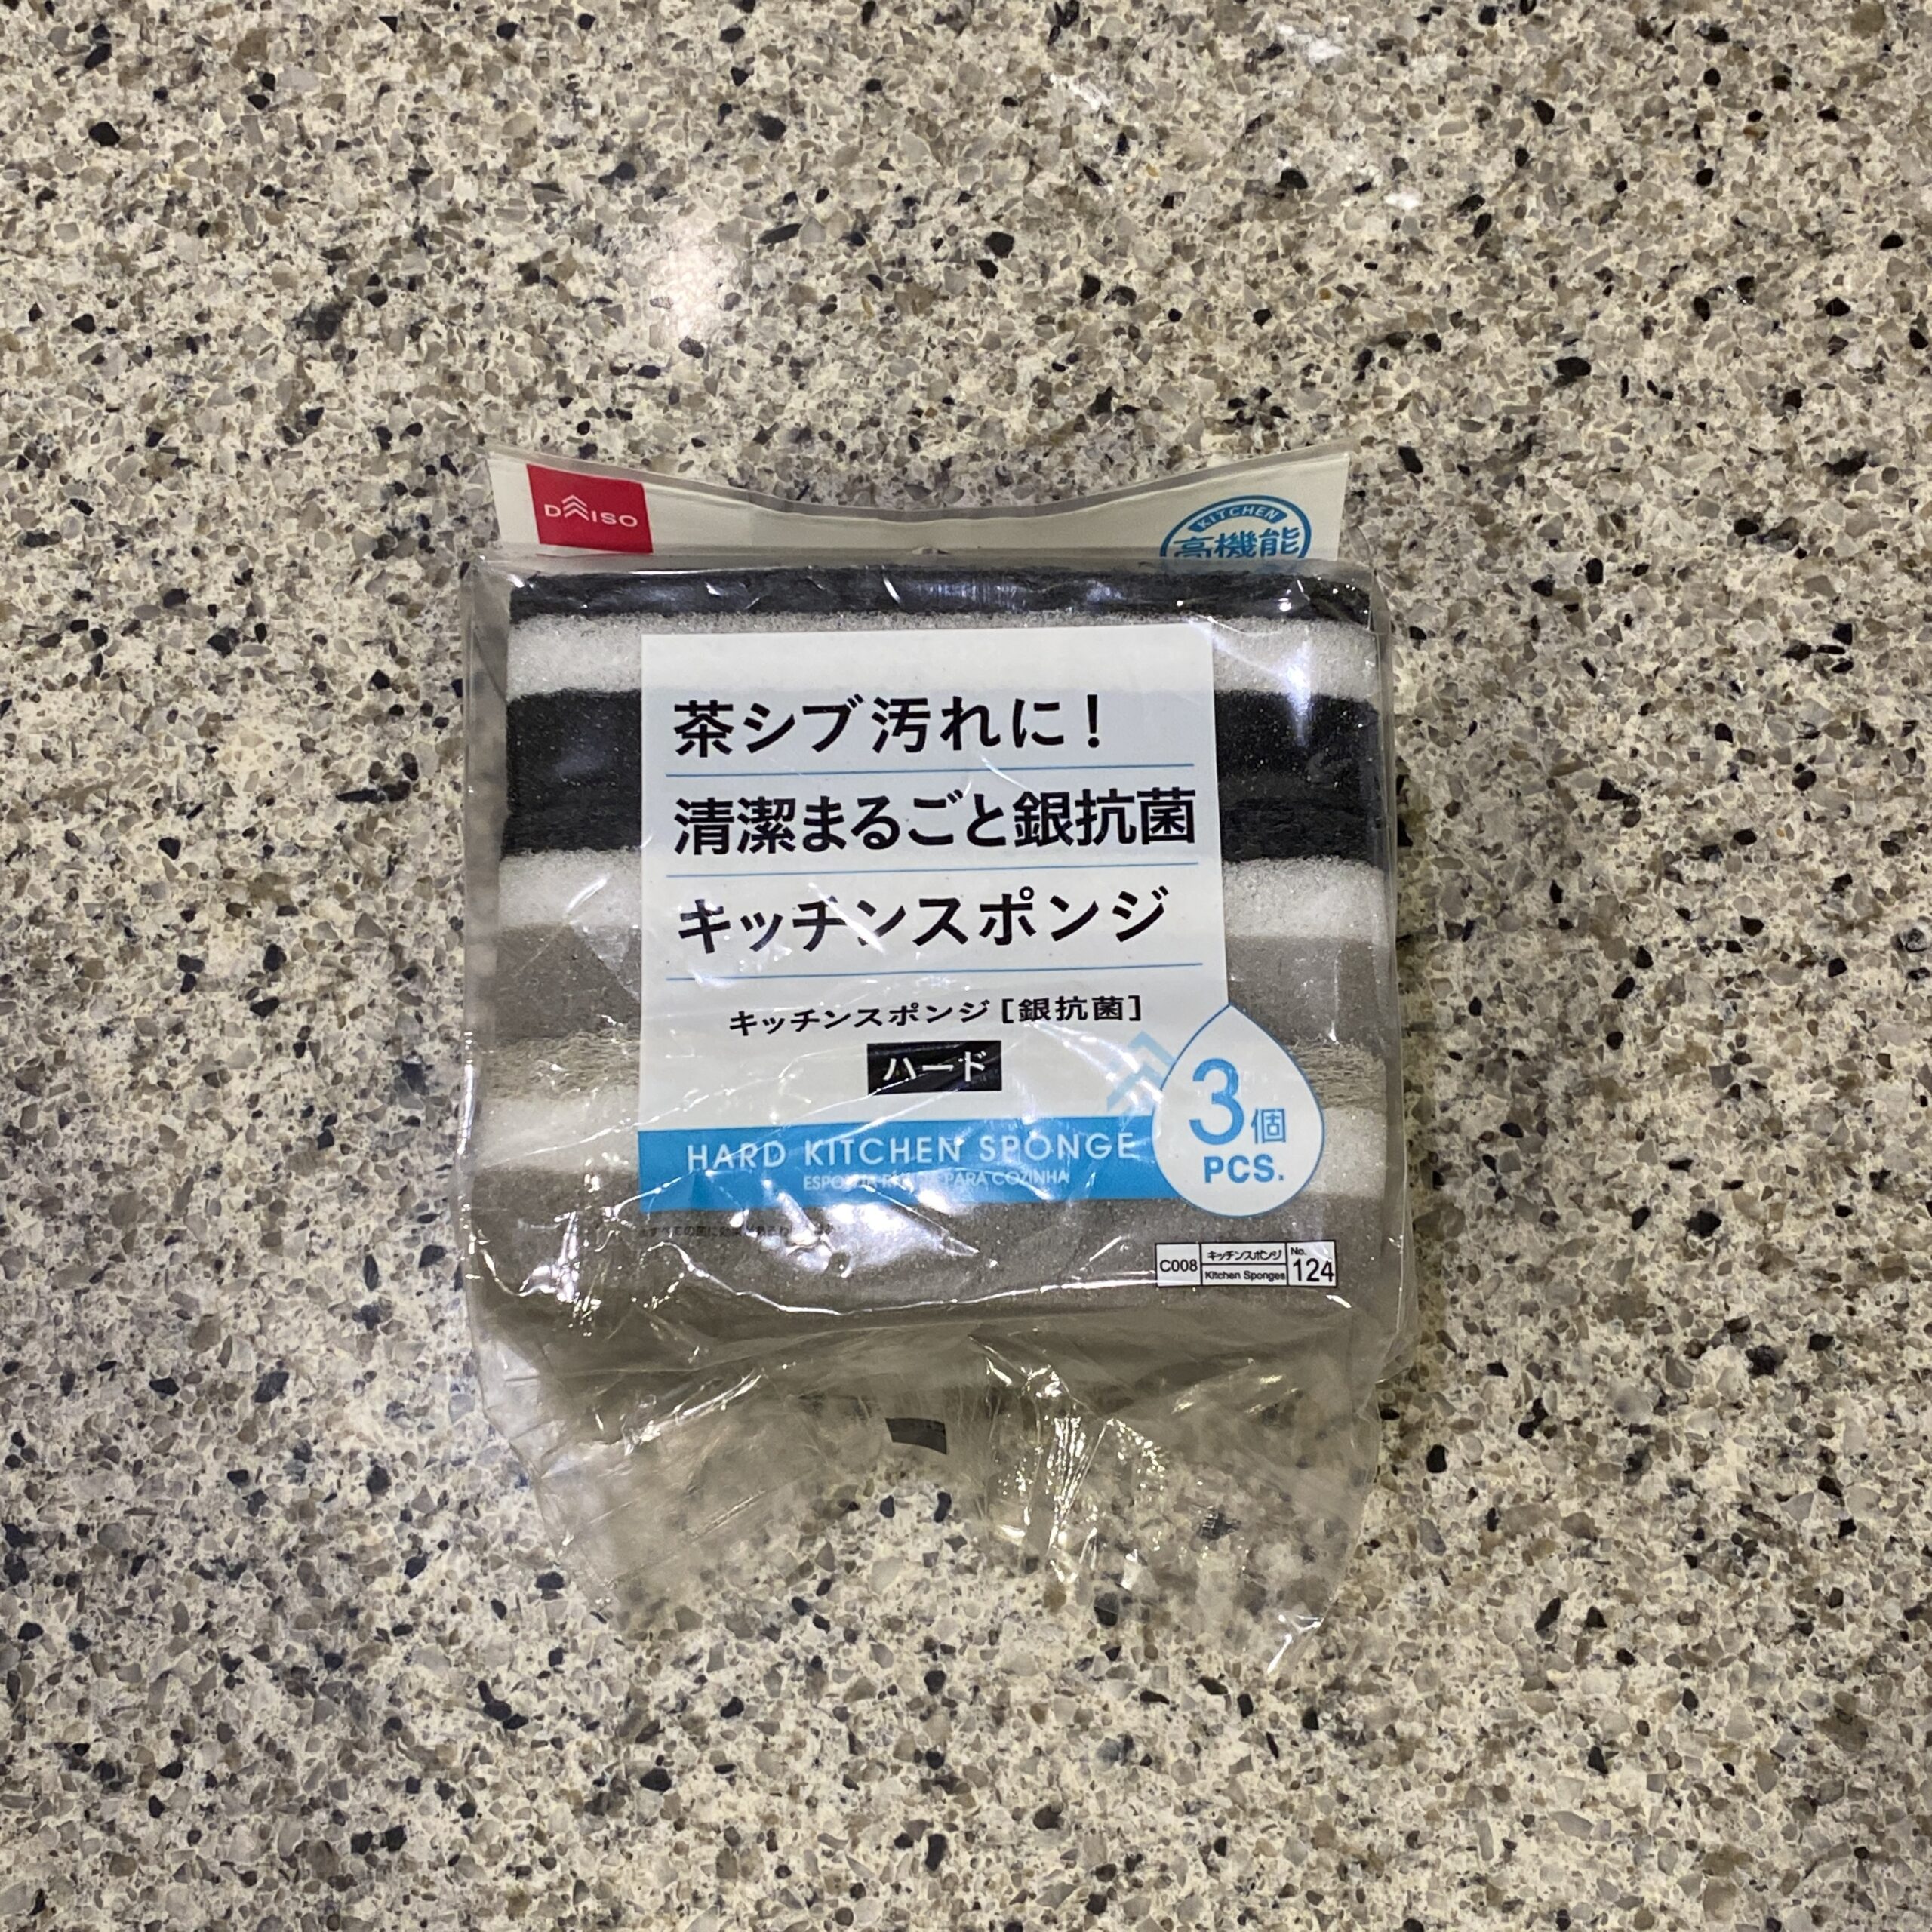 DAISO
KITCHEN
高機能
茶シブ汚れに！
清潔まるごと銀抗菌
キッチンスポンジ
キッチンスポンジ［銀抗菌］
ハード
3個
PCS.
HARD KITCHEN SPONGE
PARA COZINHA
C008
キッチンスポンジ
Kitchen Sponges
No.
124